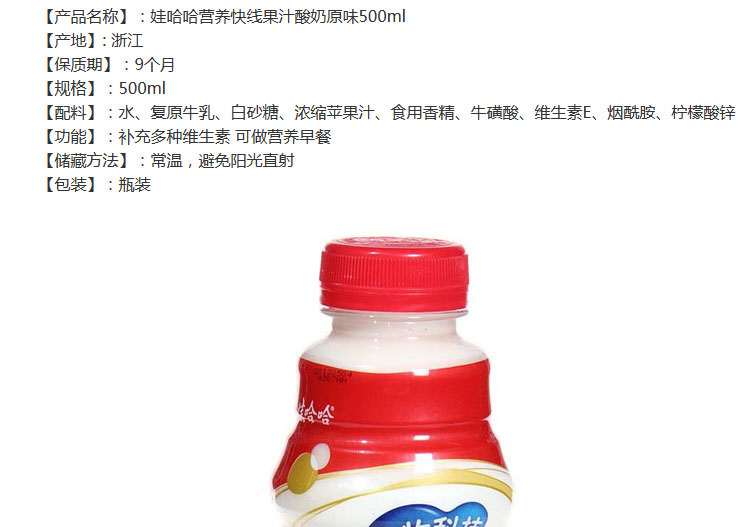 【产品名称】：娃哈哈营养快线果汁酸奶原味500ml
【产地】: 浙江
【保质期】：9个月
【规格】：500ml
【配料】：水、复原牛乳、白砂糖、浓缩苹果汁、食用香精、牛磺酸、维生素E、烟酰胺、柠檬酸锌
【功能】：补充多种维生素 可做营养早餐
【储藏方法】：常温，避免阳光直射
【包装】：瓶装
娃哈哈®